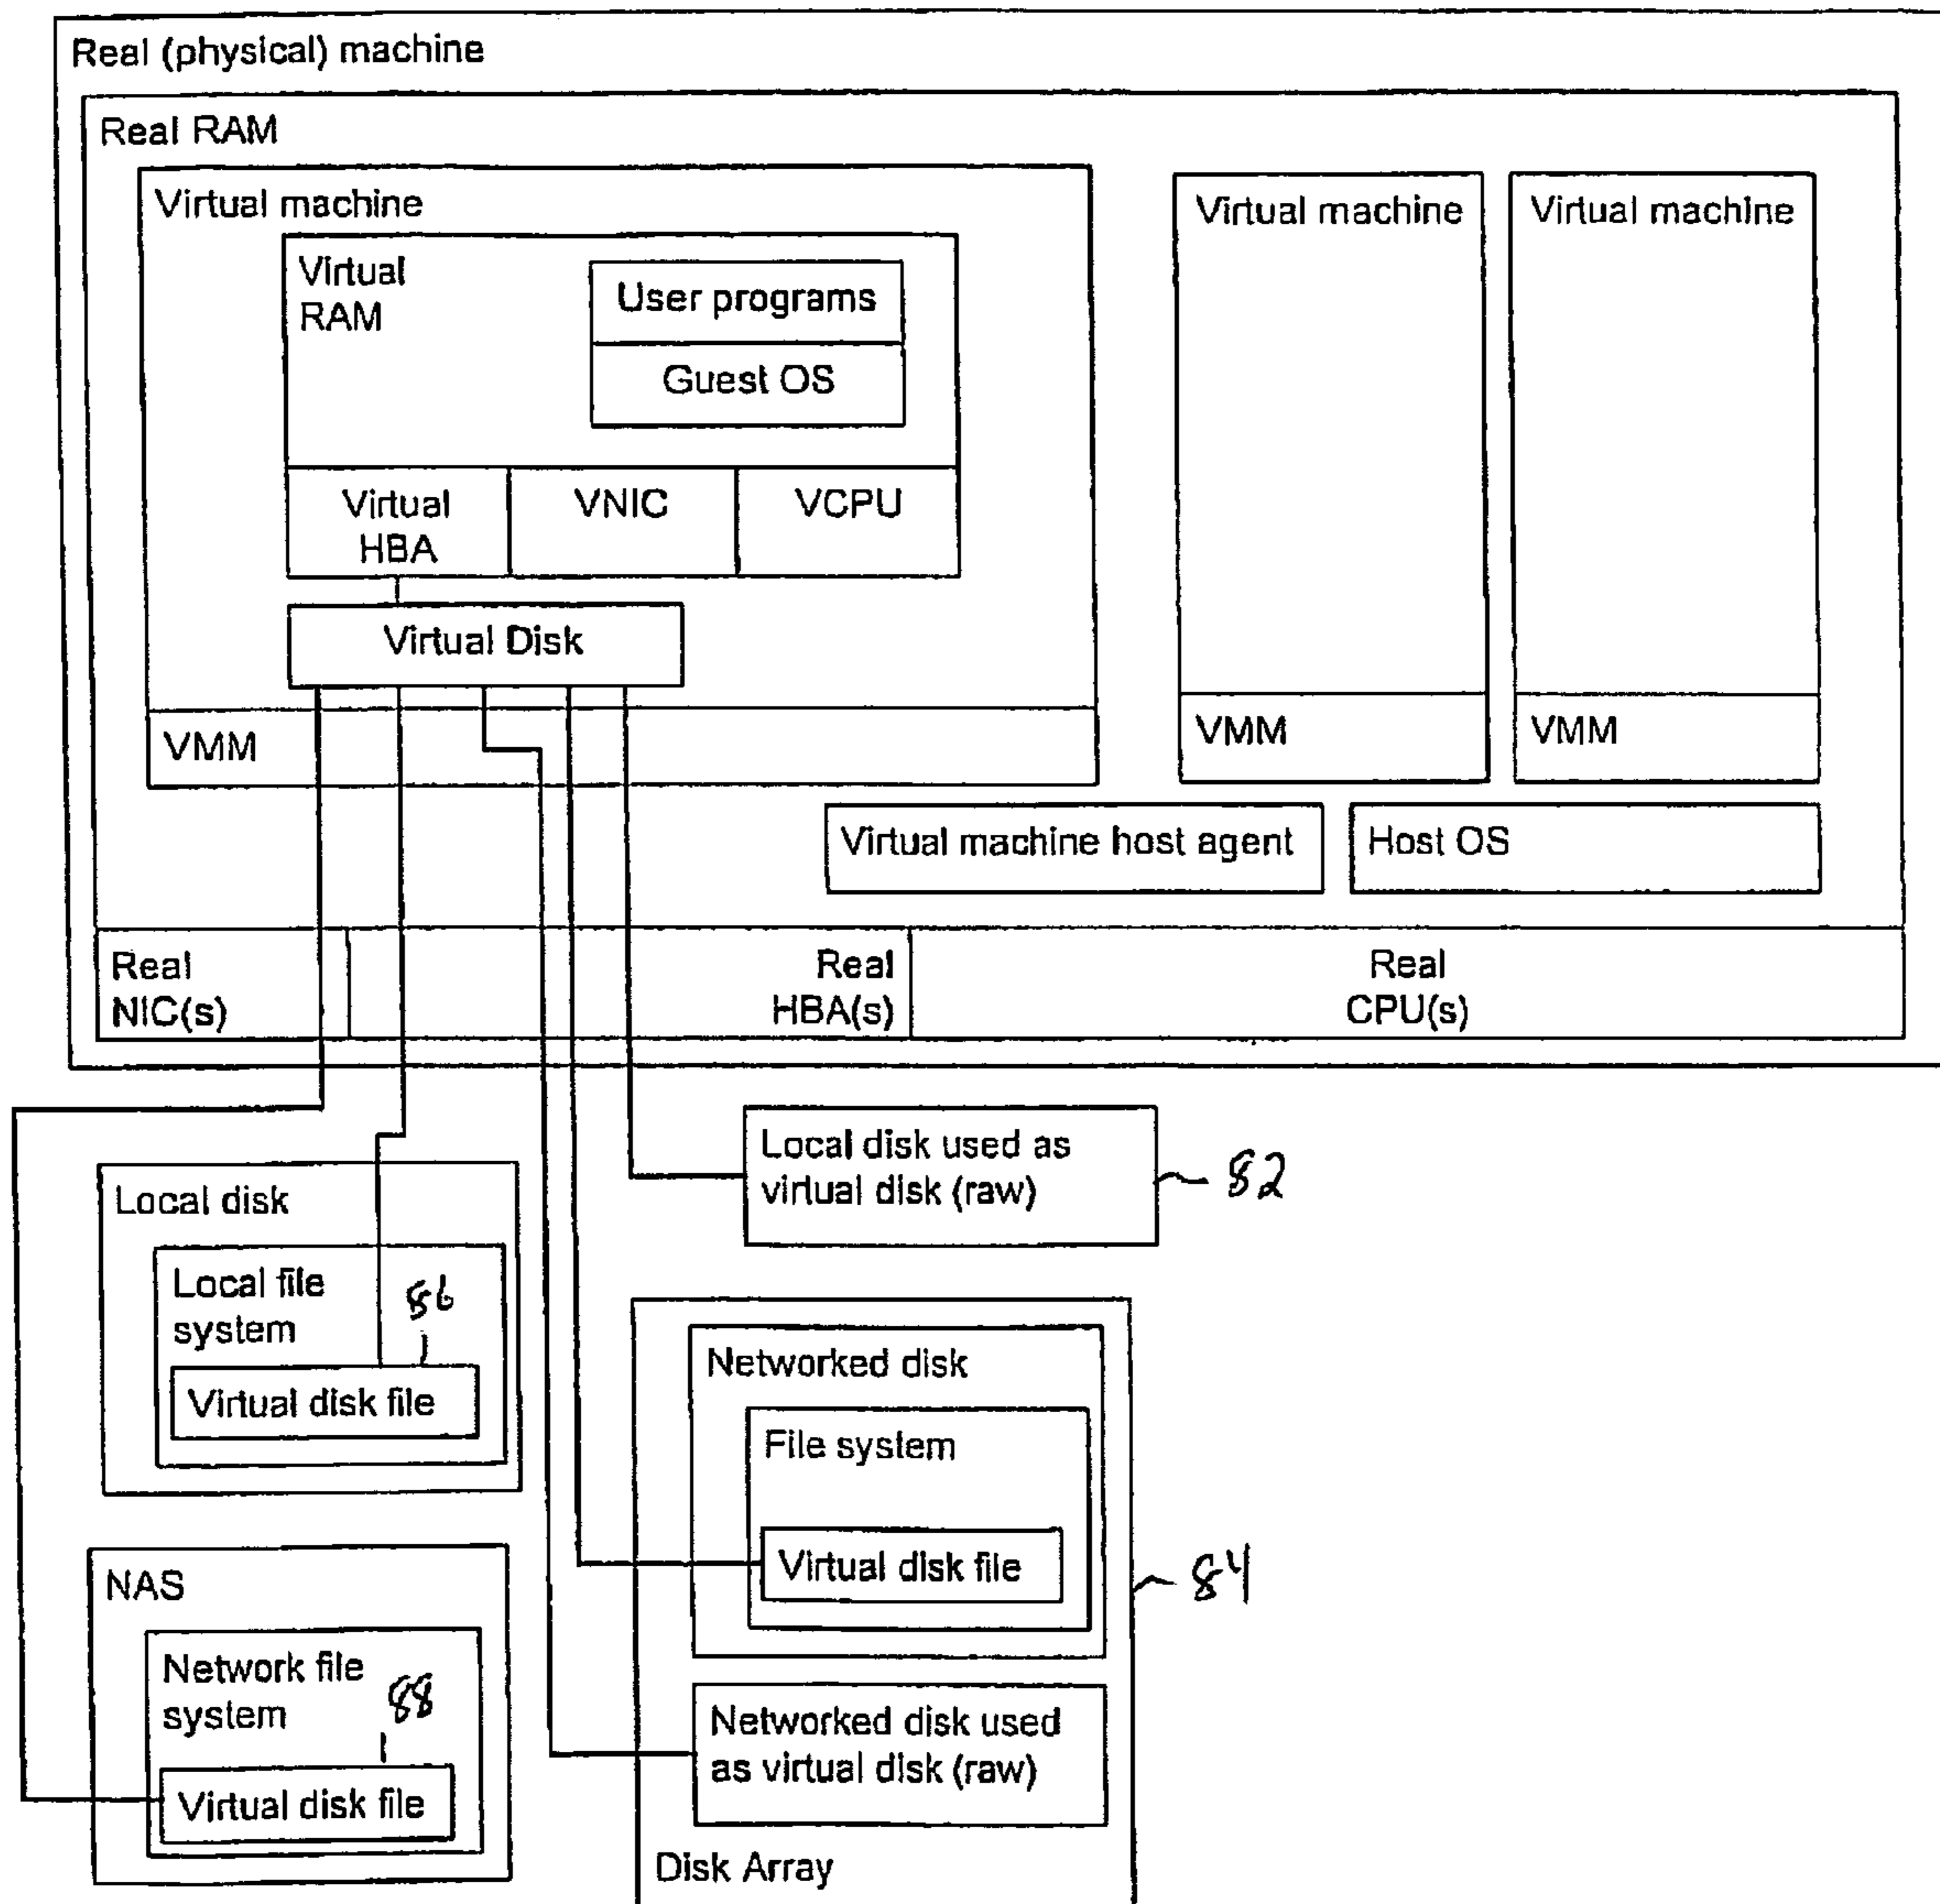 Real (physical) machine
Real RAM
Virtual machine
Virtual
RAM
User programs
Guest OS
Virtual
HBA
VNIC
VCPU
Virtual Disk
VMM
Virtual machine
VMM
Virtual machine
VMM
Virtual machine host agent
Host OS
Real
NIC(s)
Real
HBA(s)
Real
CPU(s)
Local disk used as
virtual disk (raw)
82
Local disk
Local file
system
86
Virtual disk file
Networked disk
File system
Virtual disk file
84
NAS
Network file
system
88
Virtual disk file
Networked disk used
as virtual disk (raw)
Disk Array